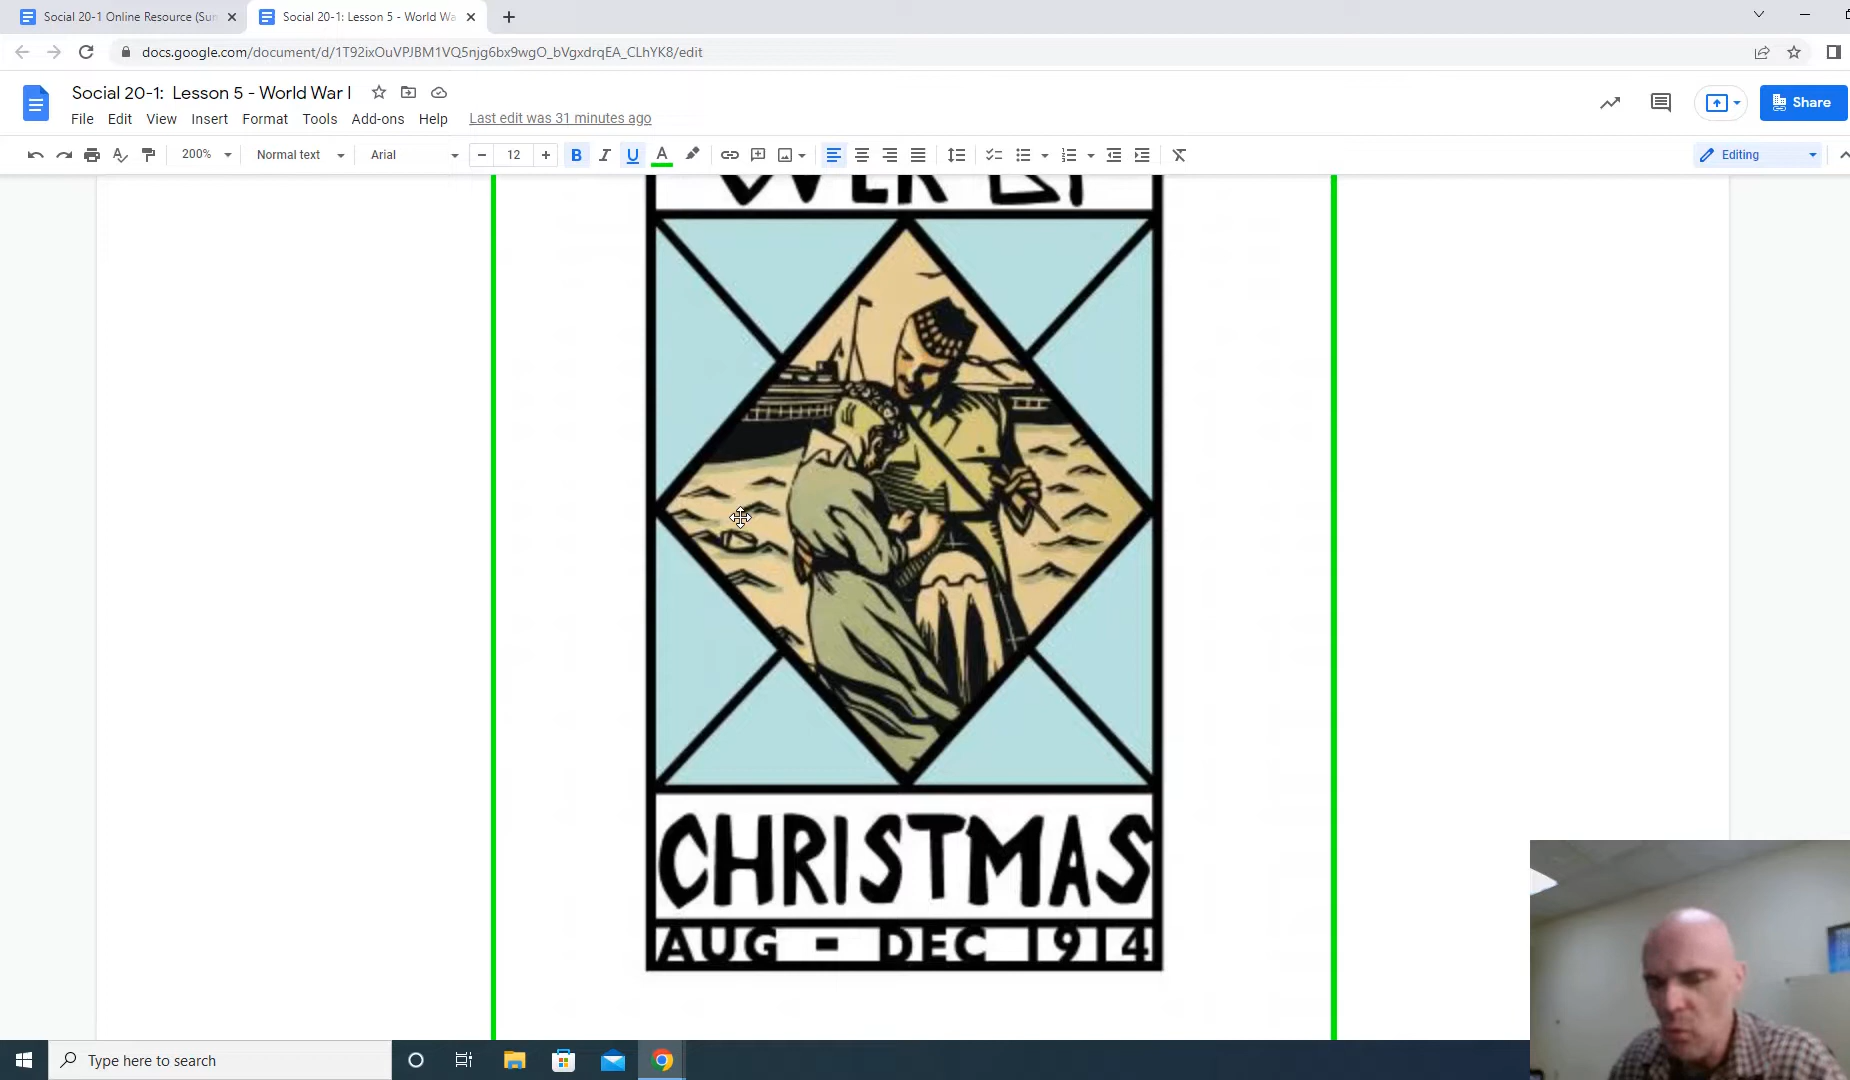 Social 20-1 Online Resource (Sum
Social 20-1: Lesson 5 - World Wa
docs.google.com/document/d/1T92ixOuVPJBM1VQ5njg6bx9wgO_bVgxdrqEA_CLhYK8/edit
Social 20-1: Lesson 5 - World War I
File Edit View Insert Format Tools Add-ons Help Last edit was 31 minutes ago
Share
200% Normal text Arial 12 B I U A Editing
OVER BY
CHRISTMAS
AUG - DEC 1914
Type here to search